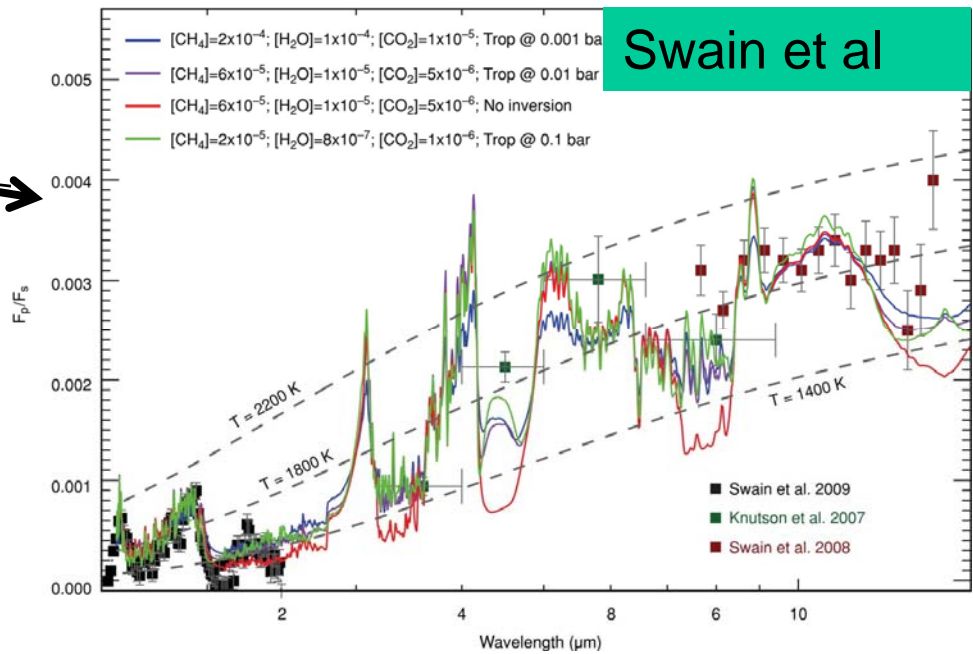 Swain et al
[CH₄]=2x10⁻⁴; [H₂O]=1x10⁻⁴; [CO₂]=1x10⁻⁵; Trop @ 0.001 ba
[CH₄]=6x10⁻⁵; [H₂O]=1x10⁻⁵; [CO₂]=5x10⁻⁶; Trop @ 0.01 bar
[CH₄]=6x10⁻⁵; [H₂O]=1x10⁻⁵; [CO₂]=5x10⁻⁶; No inversion
[CH₄]=2x10⁻⁵; [H₂O]=8x10⁻⁷; [CO₂]=1x10⁻⁶; Trop @ 0.1 bar
0.005
0.004
0.003
0.002
0.001
0.000
Fₚ/Fₛ
T = 2200 K
T = 1800 K
T = 1400 K
Swain et al. 2009
Knutson et al. 2007
Swain et al. 2008
2 4 6 8 6 10
Wavelength (μm)